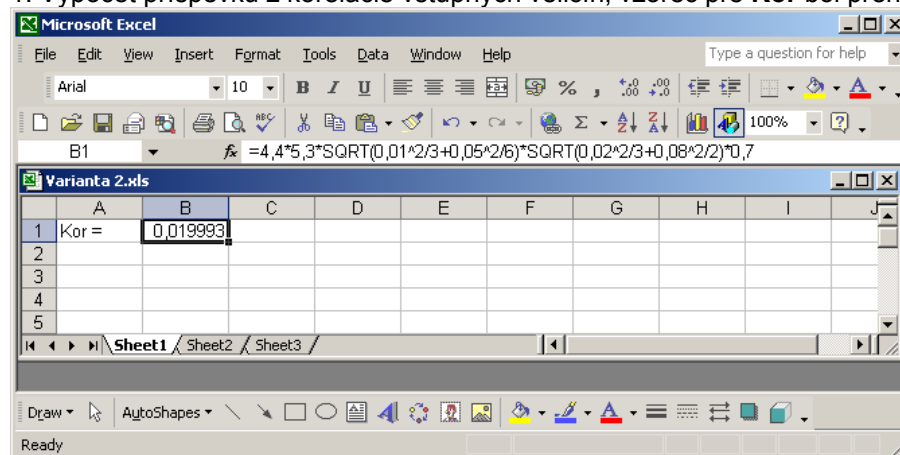 Microsoft Excel
File Edit View Insert Format Tools Data Window Help Type a question for help
Arial 10 B I U % ,
100%
B1 fx =4,4*5,3*SQRT(0,01^2/3+0,05^2/6)*SQRT(0,02^2/3+0,08^2/2)*0,7
Varianta 2.xls
A B C D E F G H I J
1 Kor = 0,019993
2
3
4
5
Sheet1 Sheet2 Sheet3
Draw AutoShapes
Ready